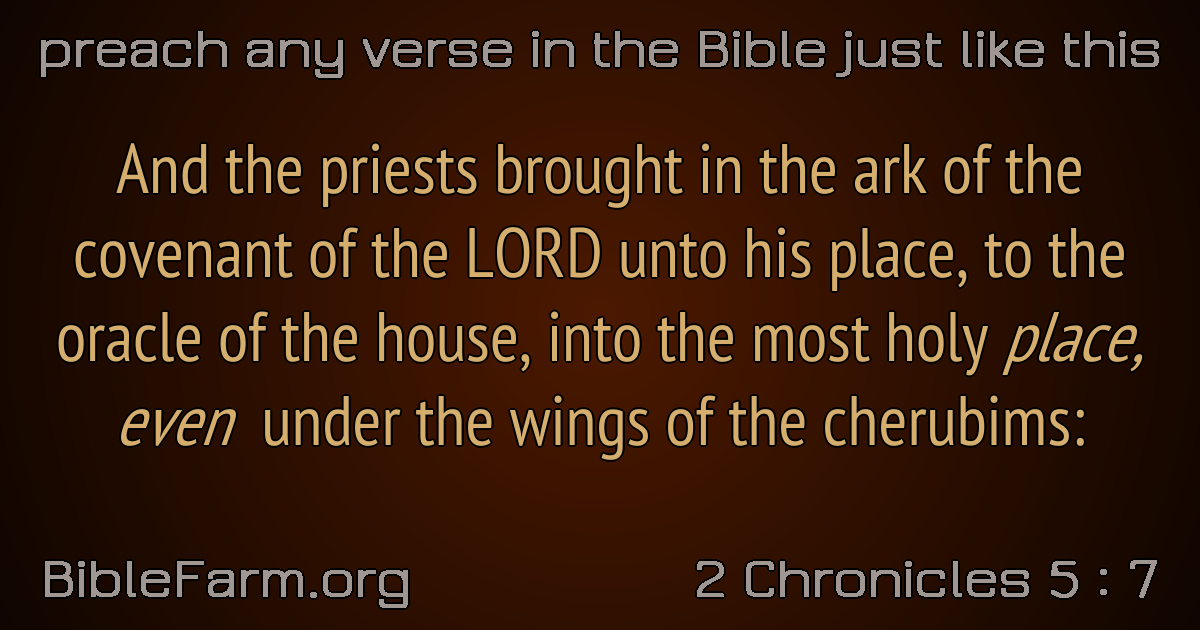 preach any verse in the Bible just like this
And the priests brought in the ark of the
covenant of the LORD unto his place, to the
oracle of the house, into the most holy place,
even under the wings of the cherubims:
BibleFarm.org
2 Chronicles 5 : 7